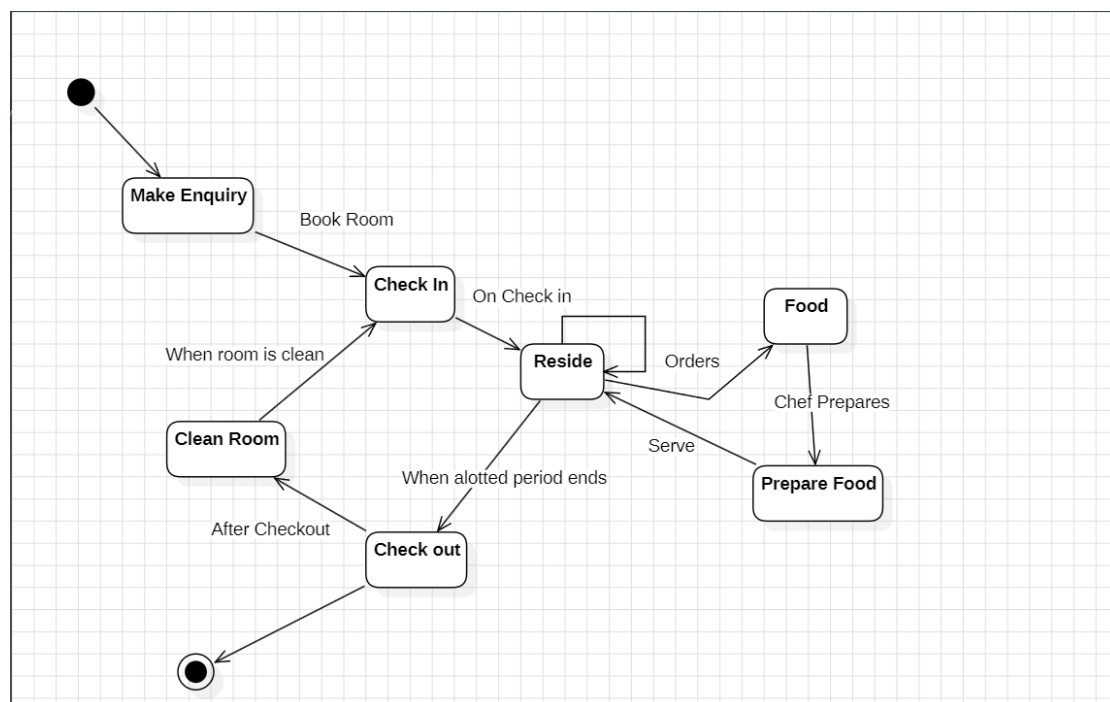 Make Enquiry
Book Room
Check In
On Check in
Food
When room is clean
Reside
Orders
Chef Prepares
Clean Room
Serve
When alotted period ends
Prepare Food
After Checkout
Check out